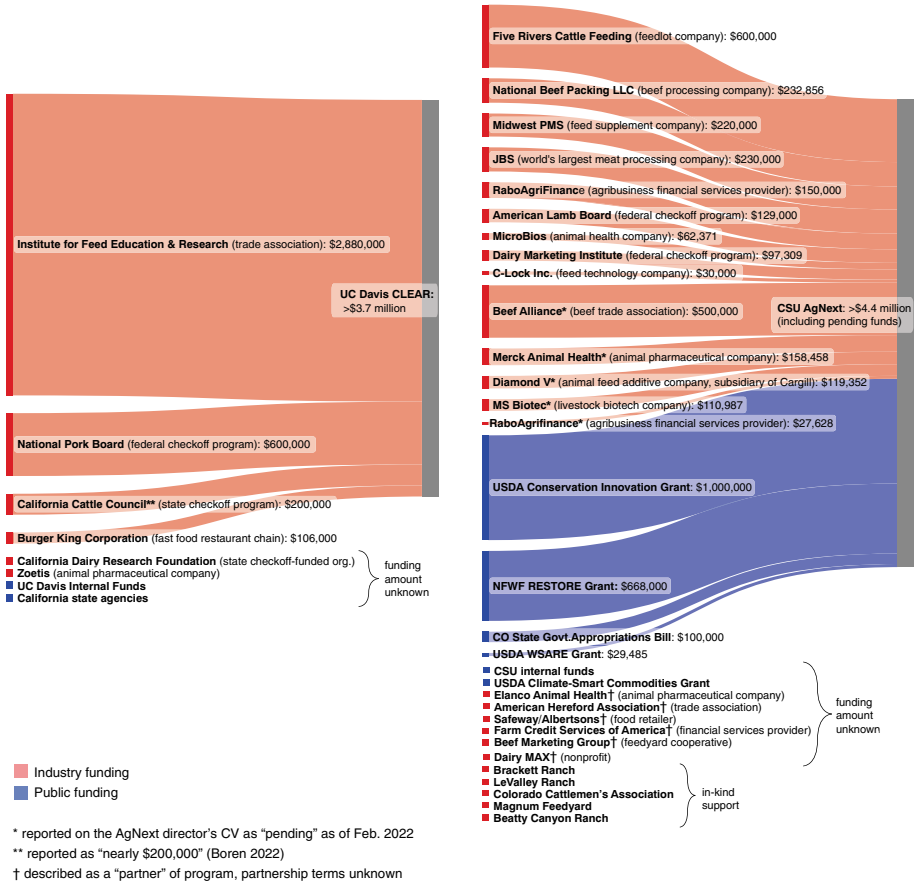 Institute for Feed Education & Research (trade association): $2,880,000
UC Davis CLEAR:
>$3.7 million
National Pork Board (federal checkoff program): $600,000
California Cattle Council** (state checkoff program): $200,000
Burger King Corporation (fast food restaurant chain): $106,000
California Dairy Research Foundation (state checkoff-funded org.)
Zoetis (animal pharmaceutical company)
UC Davis Internal Funds
California state agencies
funding
amount
unknown
Five Rivers Cattle Feeding (feedlot company): $600,000
National Beef Packing LLC (beef processing company): $232,856
Midwest PMS (feed supplement company): $220,000
JBS (world's largest meat processing company): $230,000
RaboAgriFinance (agribusiness financial services provider): $150,000
American Lamb Board (federal checkoff program): $129,000
MicroBios (animal health company): $62,371
Dairy Marketing Institute (federal checkoff program): $97,309
C-Lock Inc. (feed technology company): $30,000
Beef Alliance* (beef trade association): $500,000
CSU AgNext: >$4.4 million
(including pending funds)
Merck Animal Health* (animal pharmaceutical company): $158,458
Diamond V* (animal feed additive company, subsidiary of Cargill): $119,352
MS Biotec* (livestock biotech company): $110,987
RaboAgrifinance* (agribusiness financial services provider): $27,628
USDA Conservation Innovation Grant: $1,000,000
NFWF RESTORE Grant: $668,000
CO State Govt.Appropriations Bill: $100,000
USDA WSARE Grant: $29,485
CSU internal funds
USDA Climate-Smart Commodities Grant
Elanco Animal Health† (animal pharmaceutical company)
American Hereford Association† (trade association)
Safeway/Albertsons† (food retailer)
Farm Credit Services of America† (financial services provider)
Beef Marketing Group† (feedyard cooperative)
Dairy MAX† (nonprofit)
funding
amount
unknown
Brackett Ranch
LeValley Ranch
Colorado Cattlemen's Association
Magnum Feedyard
Beatty Canyon Ranch
in-kind
support
Industry funding
Public funding
* reported on the AgNext director's CV as "pending" as of Feb. 2022
** reported as "nearly $200,000" (Boren 2022)
† described as a "partner" of program, partnership terms unknown